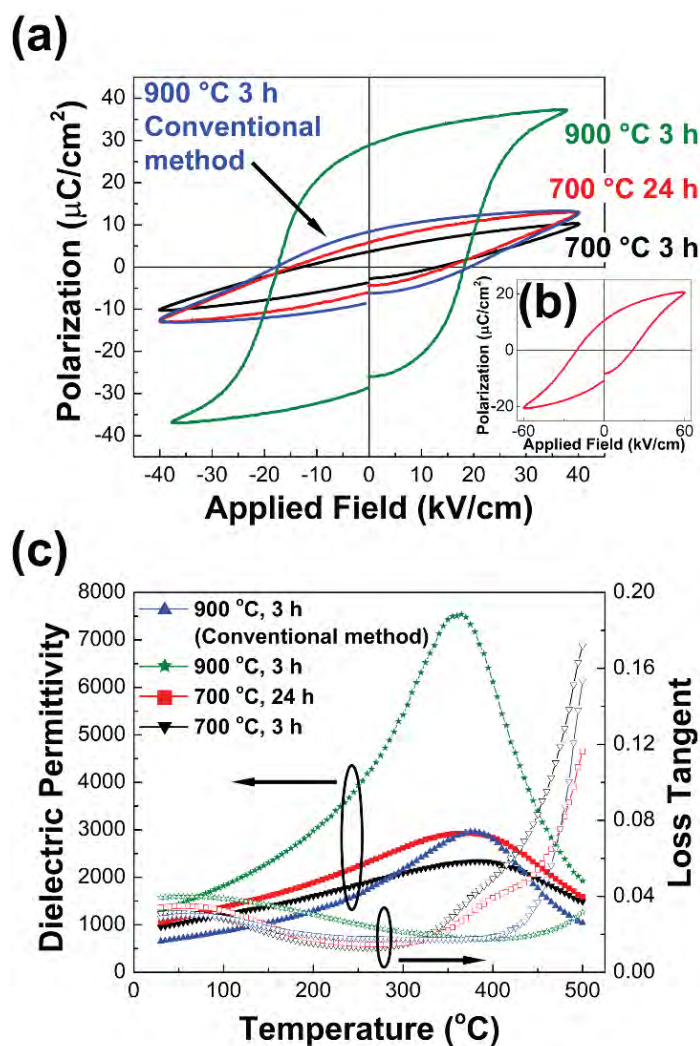 (a)
40
30
20
10
0
-10
-20
-30
-40
Polarization (μC/cm²)
900 °C 3 h
Conventional
method
900 °C 3 h
700 °C 24 h
700 °C 3 h
-40 -30 -20 -10 0 10 20 30 40
Applied Field (kV/cm)
(b)
20
0
-20
Polarization (μC/cm²)
-60 0 60
Applied Field (kV/cm)
(c)
8000
7000
6000
5000
4000
3000
2000
1000
0
Dielectric Permittivity
900 °C, 3 h
(Conventional method)
900 °C, 3 h
700 °C, 24 h
700 °C, 3 h
0.20
0.16
0.12
0.08
0.04
0.00
Loss Tangent
0 100 200 300 400 500
Temperature (°C)